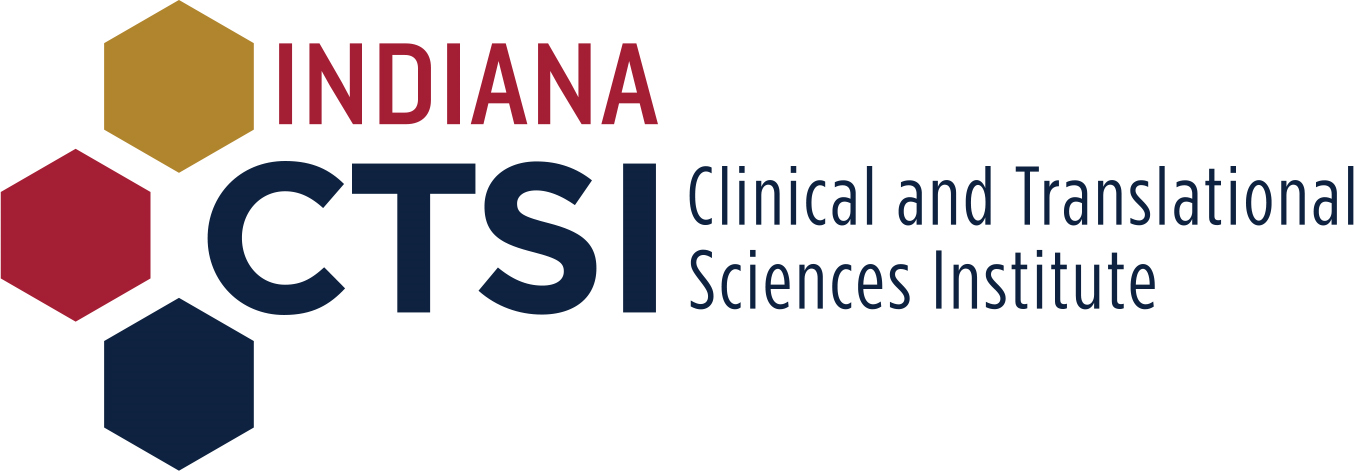 INDIANA
CTSI
Clinical and Translational
Sciences Institute